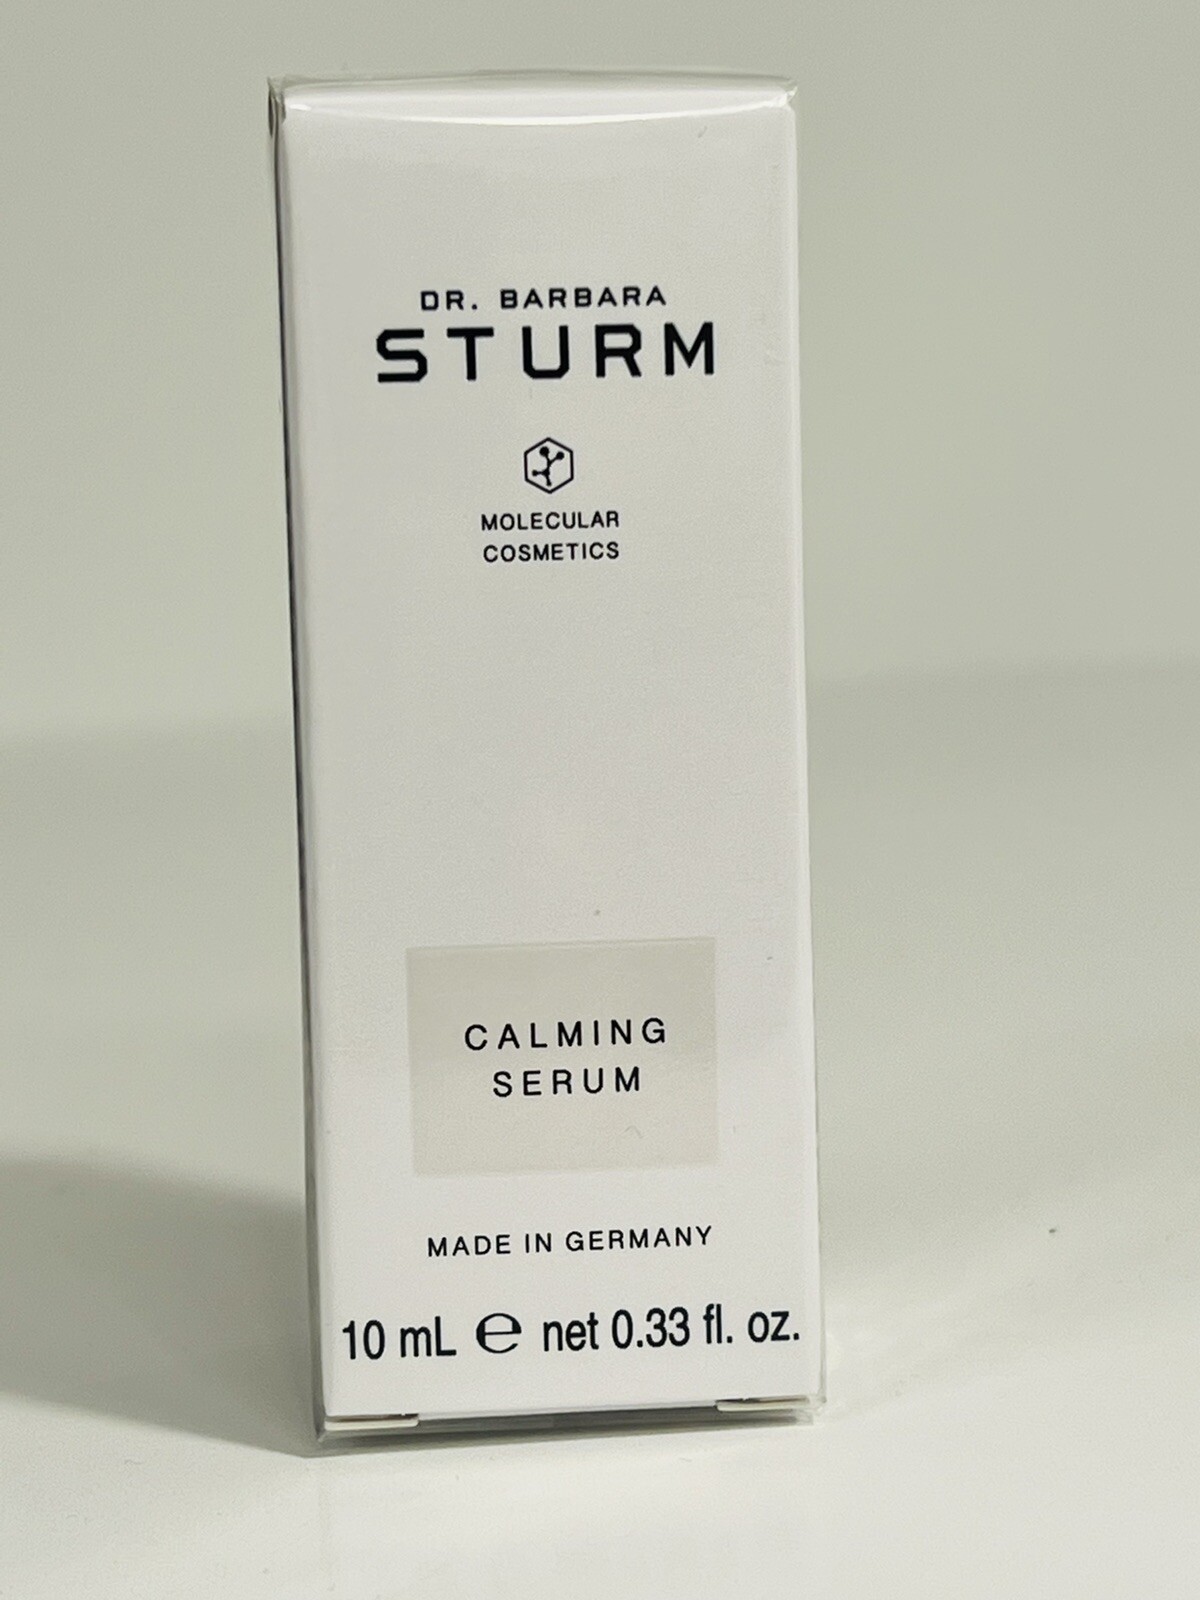 DR. BARBARA
STURM
MOLECULAR
COSMETICS
CALMING
SERUM
MADE IN GERMANY
10 mL ℮ net 0.33 fl. oz.